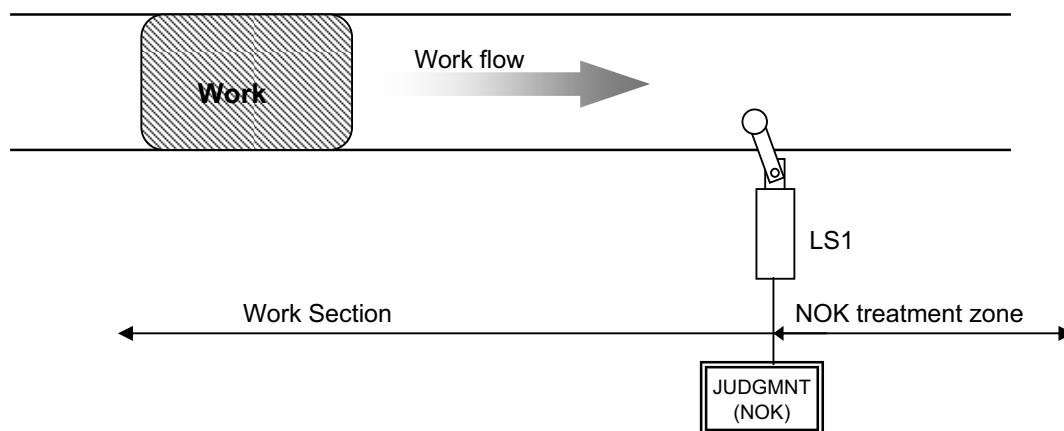 Work flow
Work
LS1
Work Section
NOK treatment zone
JUDGMNT
(NOK)